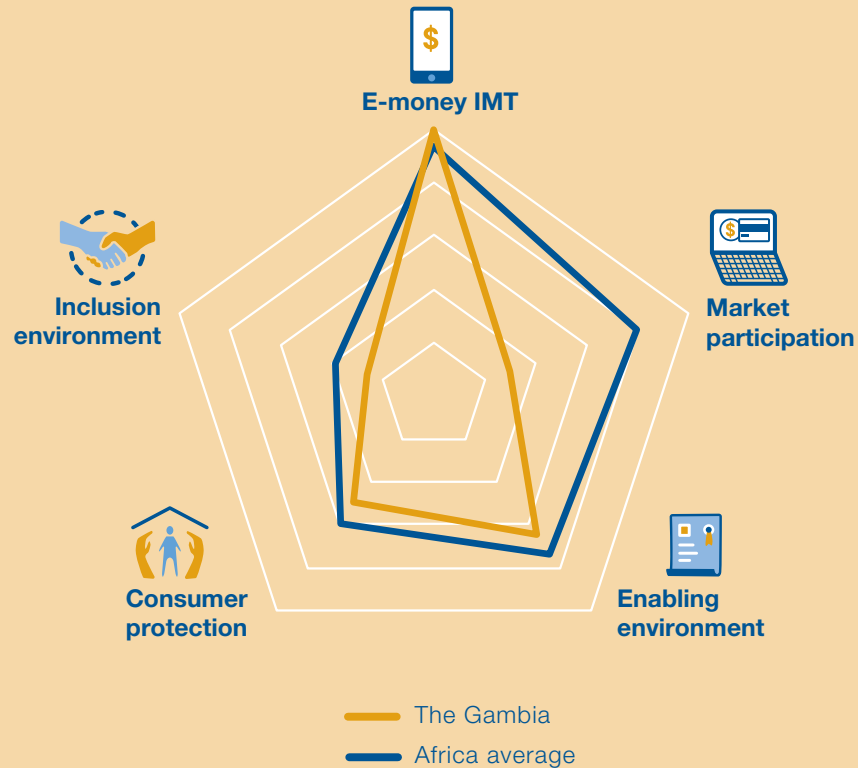 $
E-money IMT
$
Market
participation
Inclusion
environment
Consumer
protection
Enabling
environment
The Gambia
Africa average